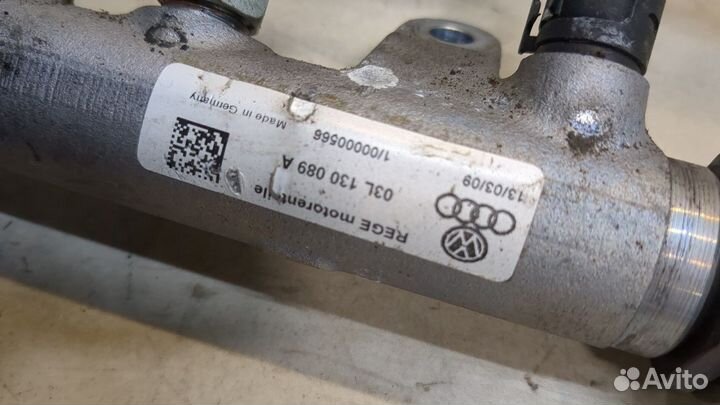 REGE motorenteile
03L 130 089 A
1/00000566
Made in Germany
13/03/09
Avito